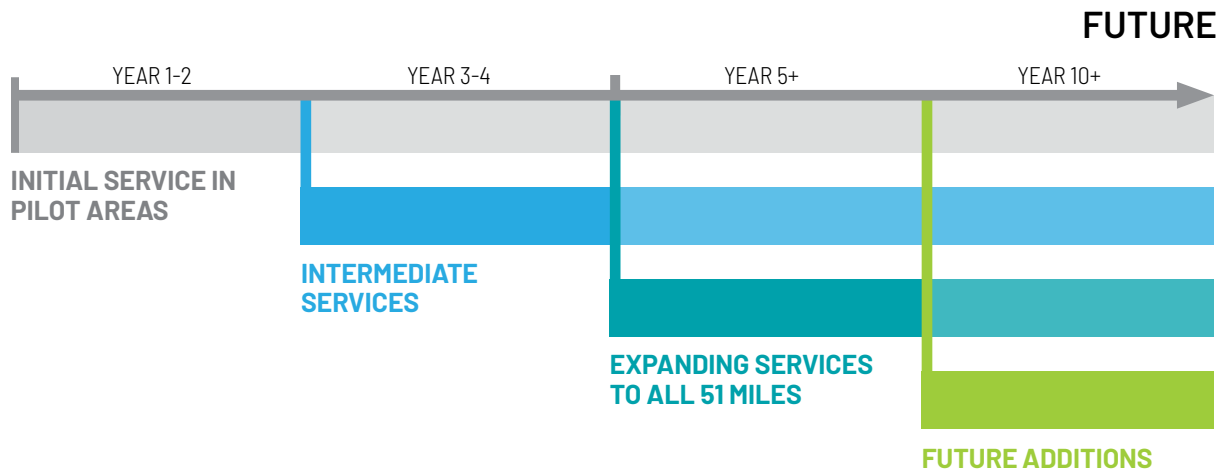 FUTURE
YEAR 1-2
YEAR 3-4
YEAR 5+
YEAR 10+
INITIAL SERVICE IN
PILOT AREAS
INTERMEDIATE
SERVICES
EXPANDING SERVICES
TO ALL 51 MILES
FUTURE ADDITIONS